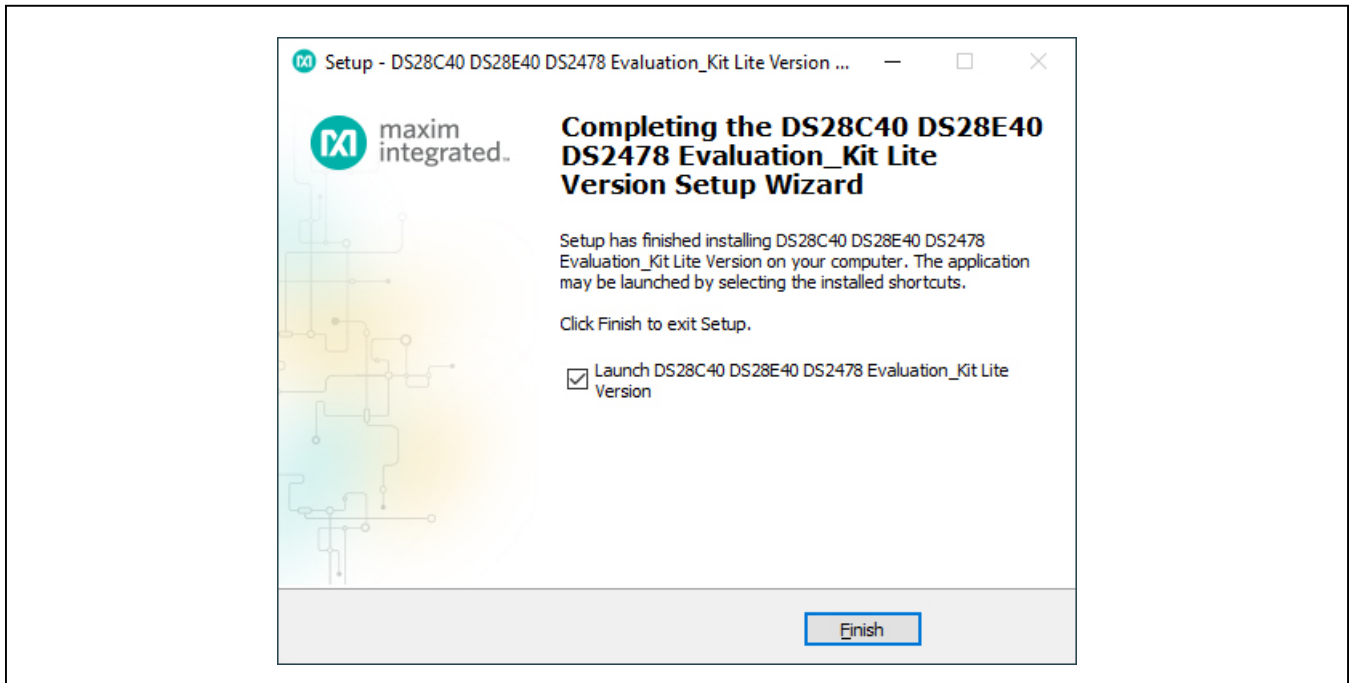 Setup - DS28C40 DS28E40 DS2478 Evaluation_Kit Lite Version ...
maxim
integrated™
Completing the DS28C40 DS28E40
DS2478 Evaluation_Kit Lite
Version Setup Wizard
Setup has finished installing DS28C40 DS28E40 DS2478
Evaluation_Kit Lite Version on your computer. The application
may be launched by selecting the installed shortcuts.
Click Finish to exit Setup.
Launch DS28C40 DS28E40 DS2478 Evaluation_Kit Lite
Version
Finish